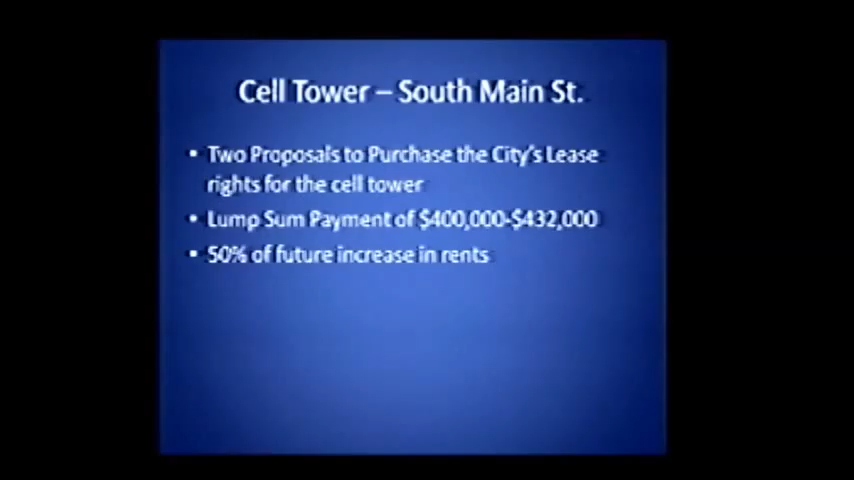 Cell Tower – South Main St.
• Two Proposals to Purchase the City's Lease
rights for the cell tower
• Lump Sum Payment of $400,000-$432,000
• 50% of future increase in rents